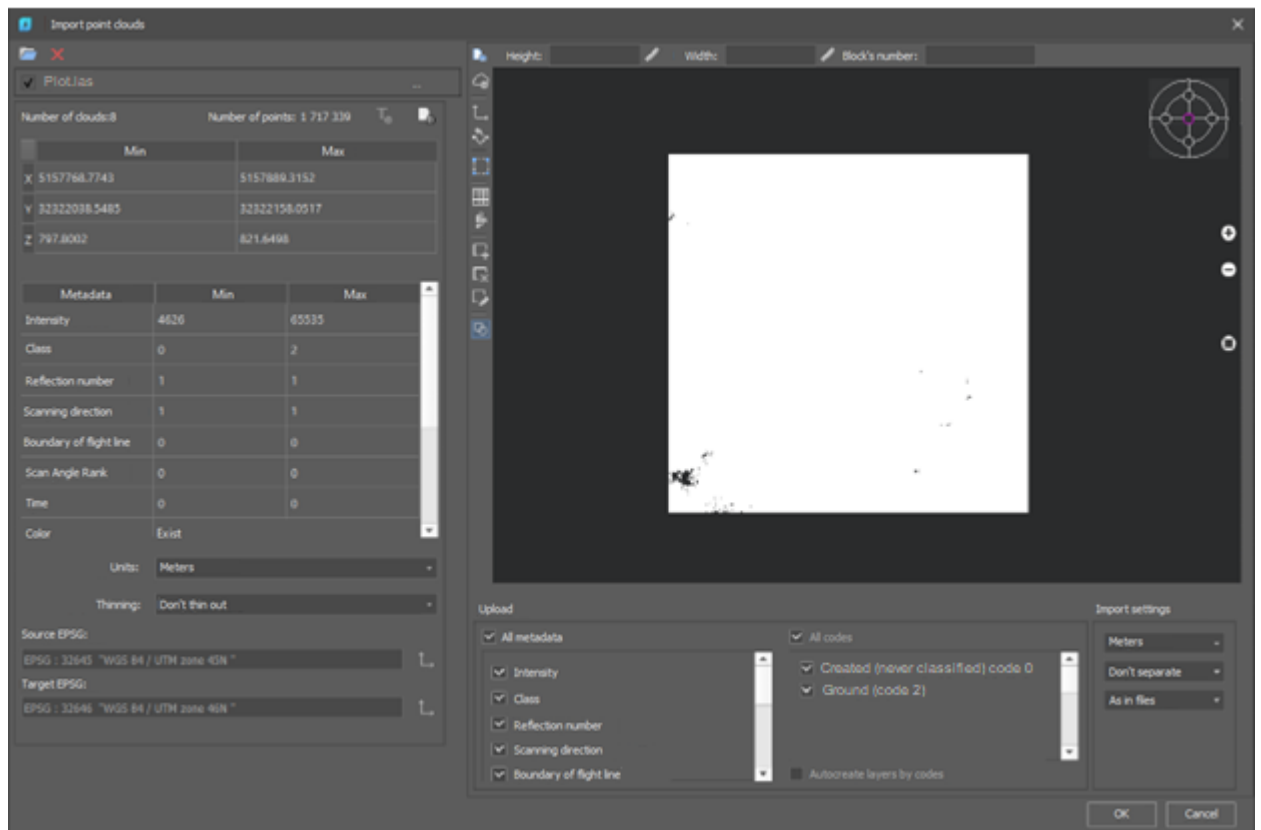 Import point clouds
Height: Width: Block's number:
Plot.las ...
Number of clouds:8 Number of points: 1 717 339
Min Max
X 5157768.7743 5157889.3152
Y 32322038.5485 32322158.0517
Z 797.8002 821.6498
Metadata Min Max
Intensity 4626 65535
Class 0 2
Reflection number 1 1
Scanning direction 1 1
Boundary of flight line 0 0
Scan Angle Rank 0 0
Time 0 0
Color Exist
Units: Meters
Thinning: Don't thin out
Source EPSG:
EPSG : 32645 "WGS 84 / UTM zone 45N "
Target EPSG:
EPSG : 32646 "WGS 84 / UTM zone 46N "
Upload
All metadata
Intensity
Class
Reflection number
Scanning direction
Boundary of flight line
All codes
Created (never classified) code 0
Ground (code 2)
Autocreate layers by codes
Import settings
Meters
Don't separate
As in files
OK Cancel